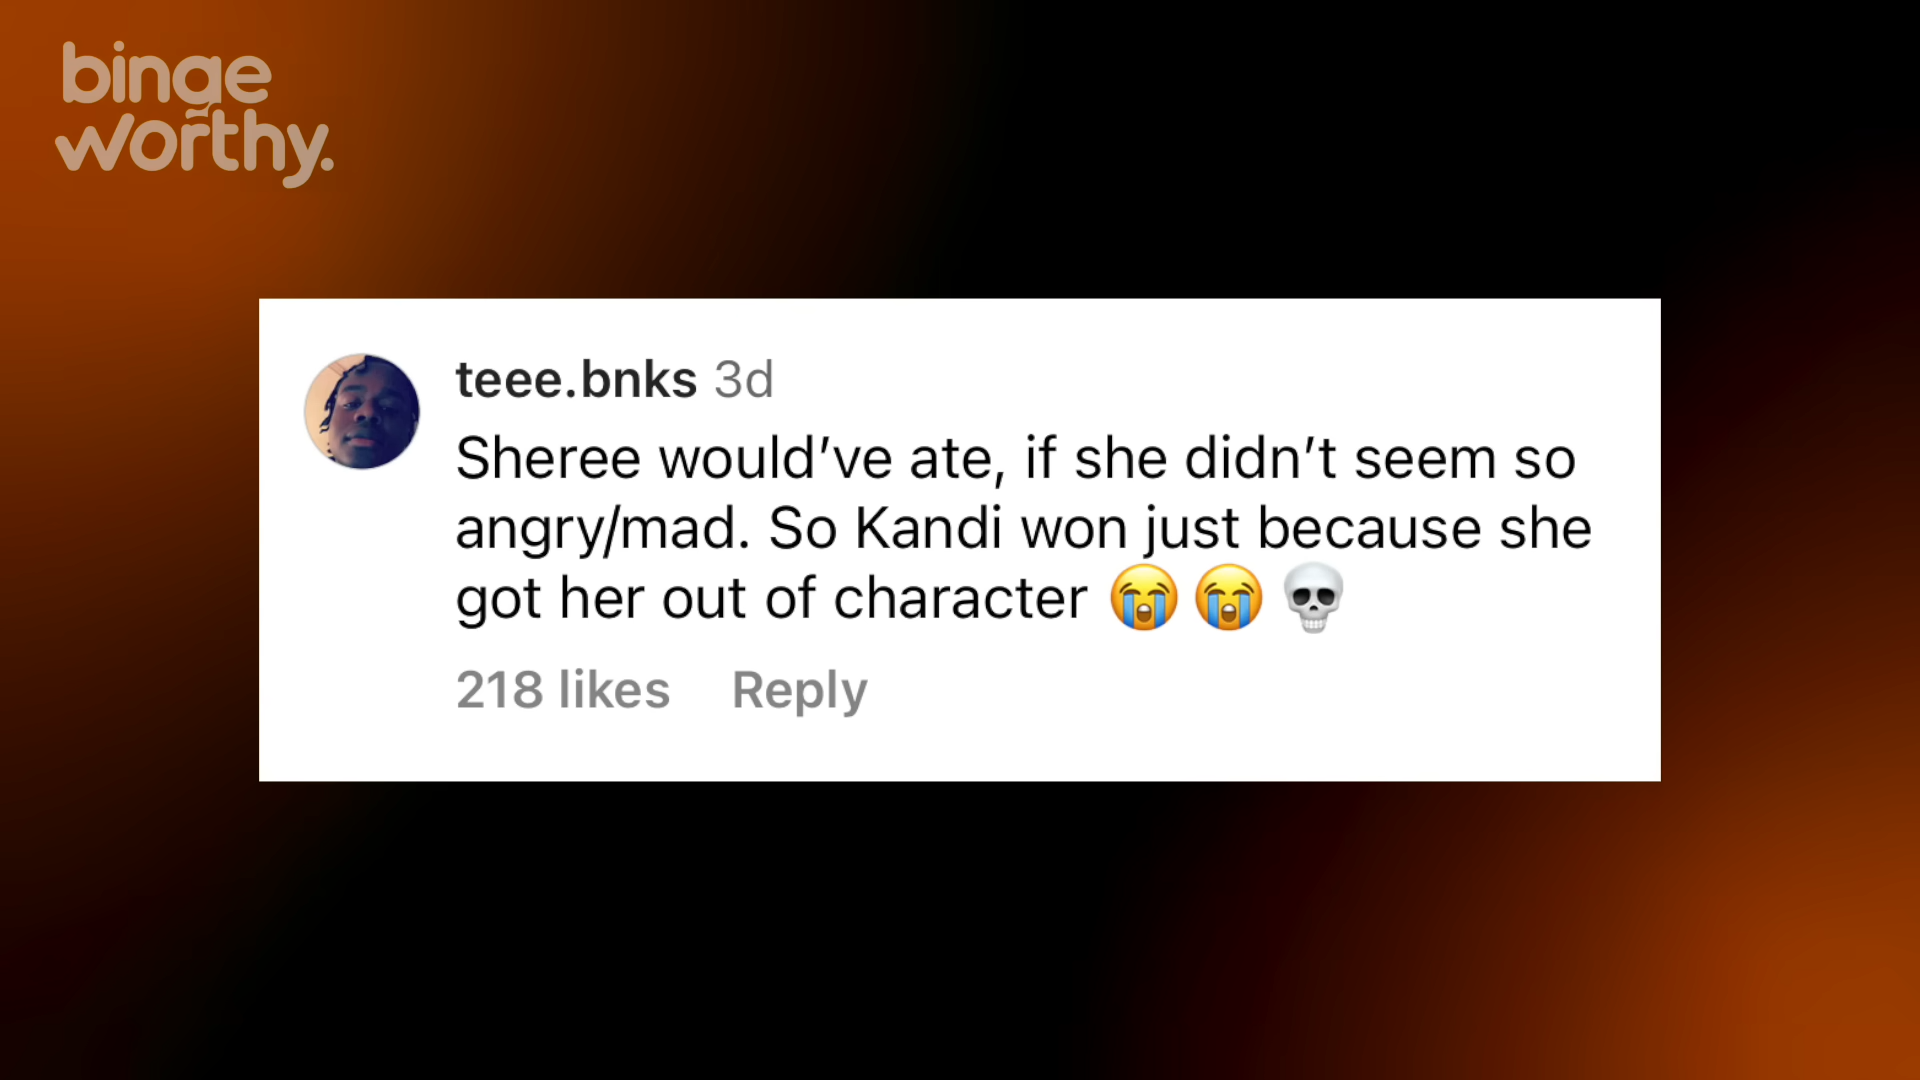 binge
worthy.
teee.bnks 3d
Sheree would’ve ate, if she didn’t seem so
angry/mad. So Kandi won just because she
got her out of character 😭😭💀
218 likes Reply